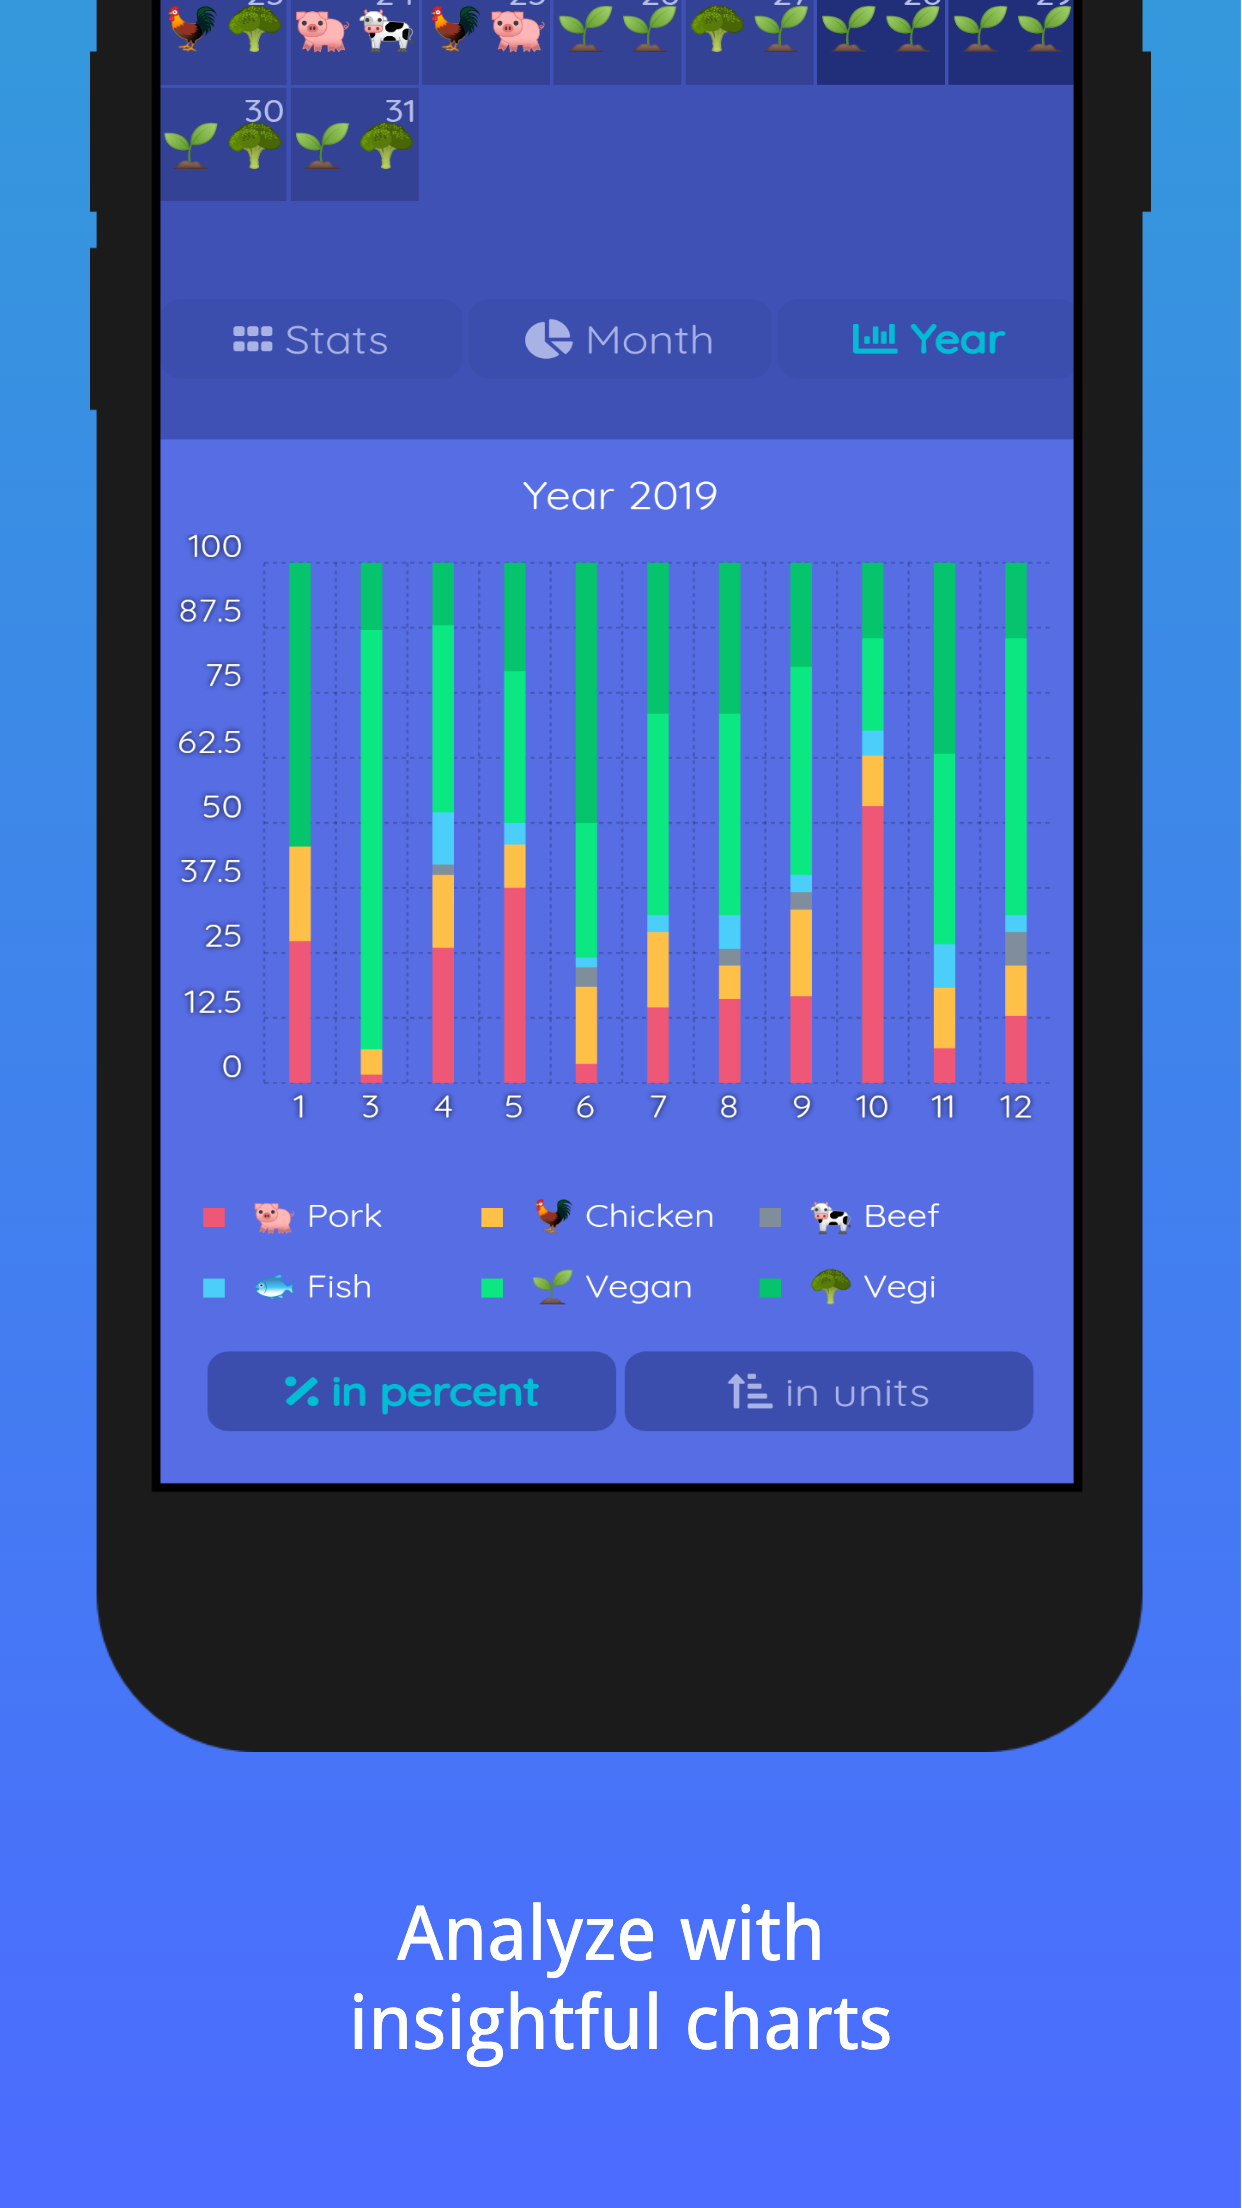 30 31
Stats Month Year
Year 2019
100
87.5
75
62.5
50
37.5
25
12.5
0
1 3 4 5 6 7 8 9 10 11 12
Pork Chicken Beef
Fish Vegan Vegi
% in percent in units
Analyze with
insightful charts